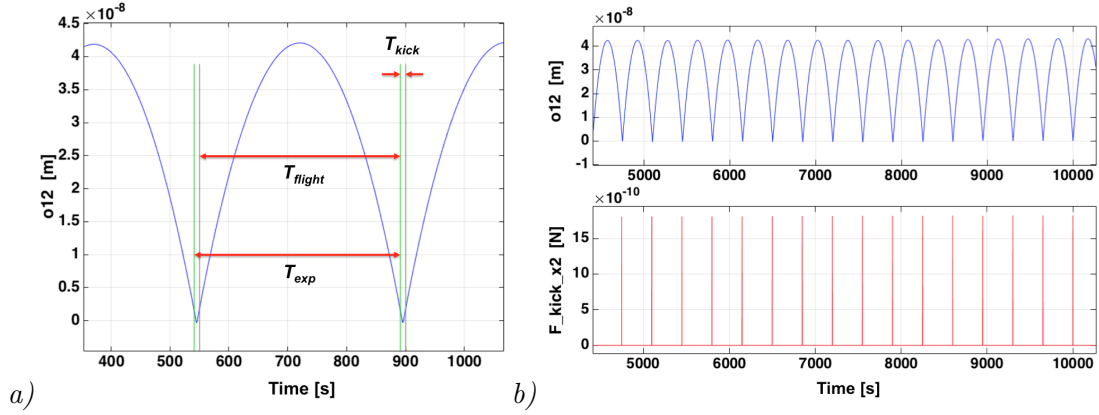 ×10⁻⁸
4.5
4
3.5
3
2.5
2
1.5
1
0.5
0
o12 [m]
T_kick
T_flight
T_exp
400 500 600 700 800 900 1000
Time [s]
a)
×10⁻⁸
4
3
2
1
0
-1
o12 [m]
5000 6000 7000 8000 9000 10000
×10⁻¹⁰
15
10
5
0
F_kick_x2 [N]
5000 6000 7000 8000 9000 10000
Time [s]
b)